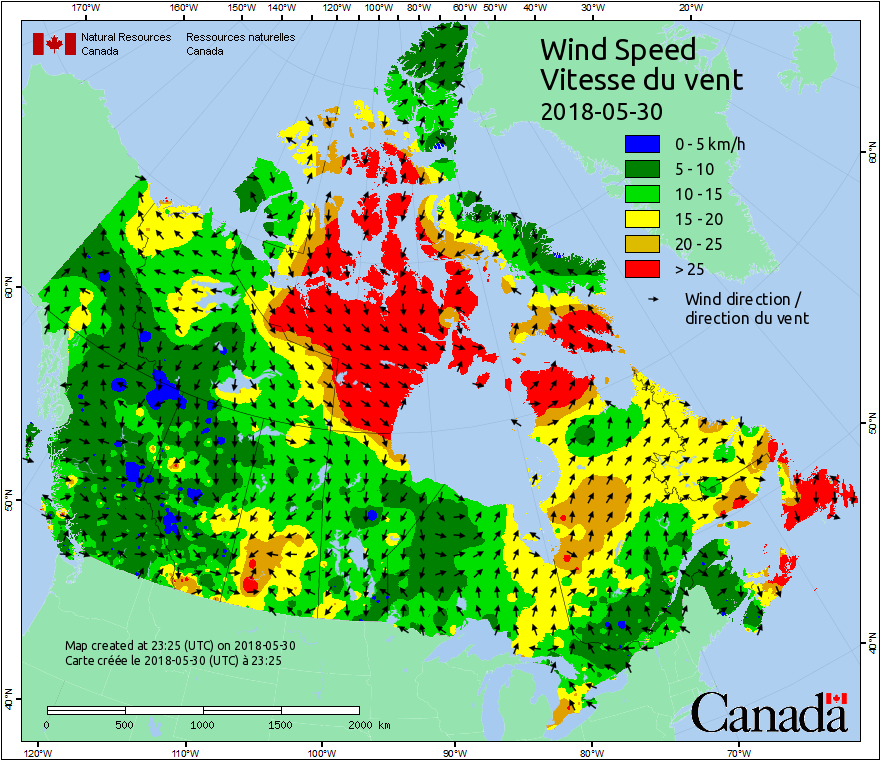 170°W 160°W 150°W 140°W 130°W 120°W 110°W 100°W 90°W 80°W 70°W 60°W 50°W 40°W 30°W 20°W
Natural Resources Ressources naturelles
Canada Canada
Wind Speed
Vitesse du vent
2018-05-30
0 - 5 km/h
5 - 10
10 - 15
15 - 20
20 - 25
> 25
Wind direction /
direction du vent
60°N
60°N
50°N
50°N
40°N
40°N
Map created at 23:25 (UTC) on 2018-05-30
Carte créée le 2018-05-30 (UTC) à 23:25
0 500 1000 1500 2000 km
Canada
120°W 110°W 100°W 90°W 80°W 70°W